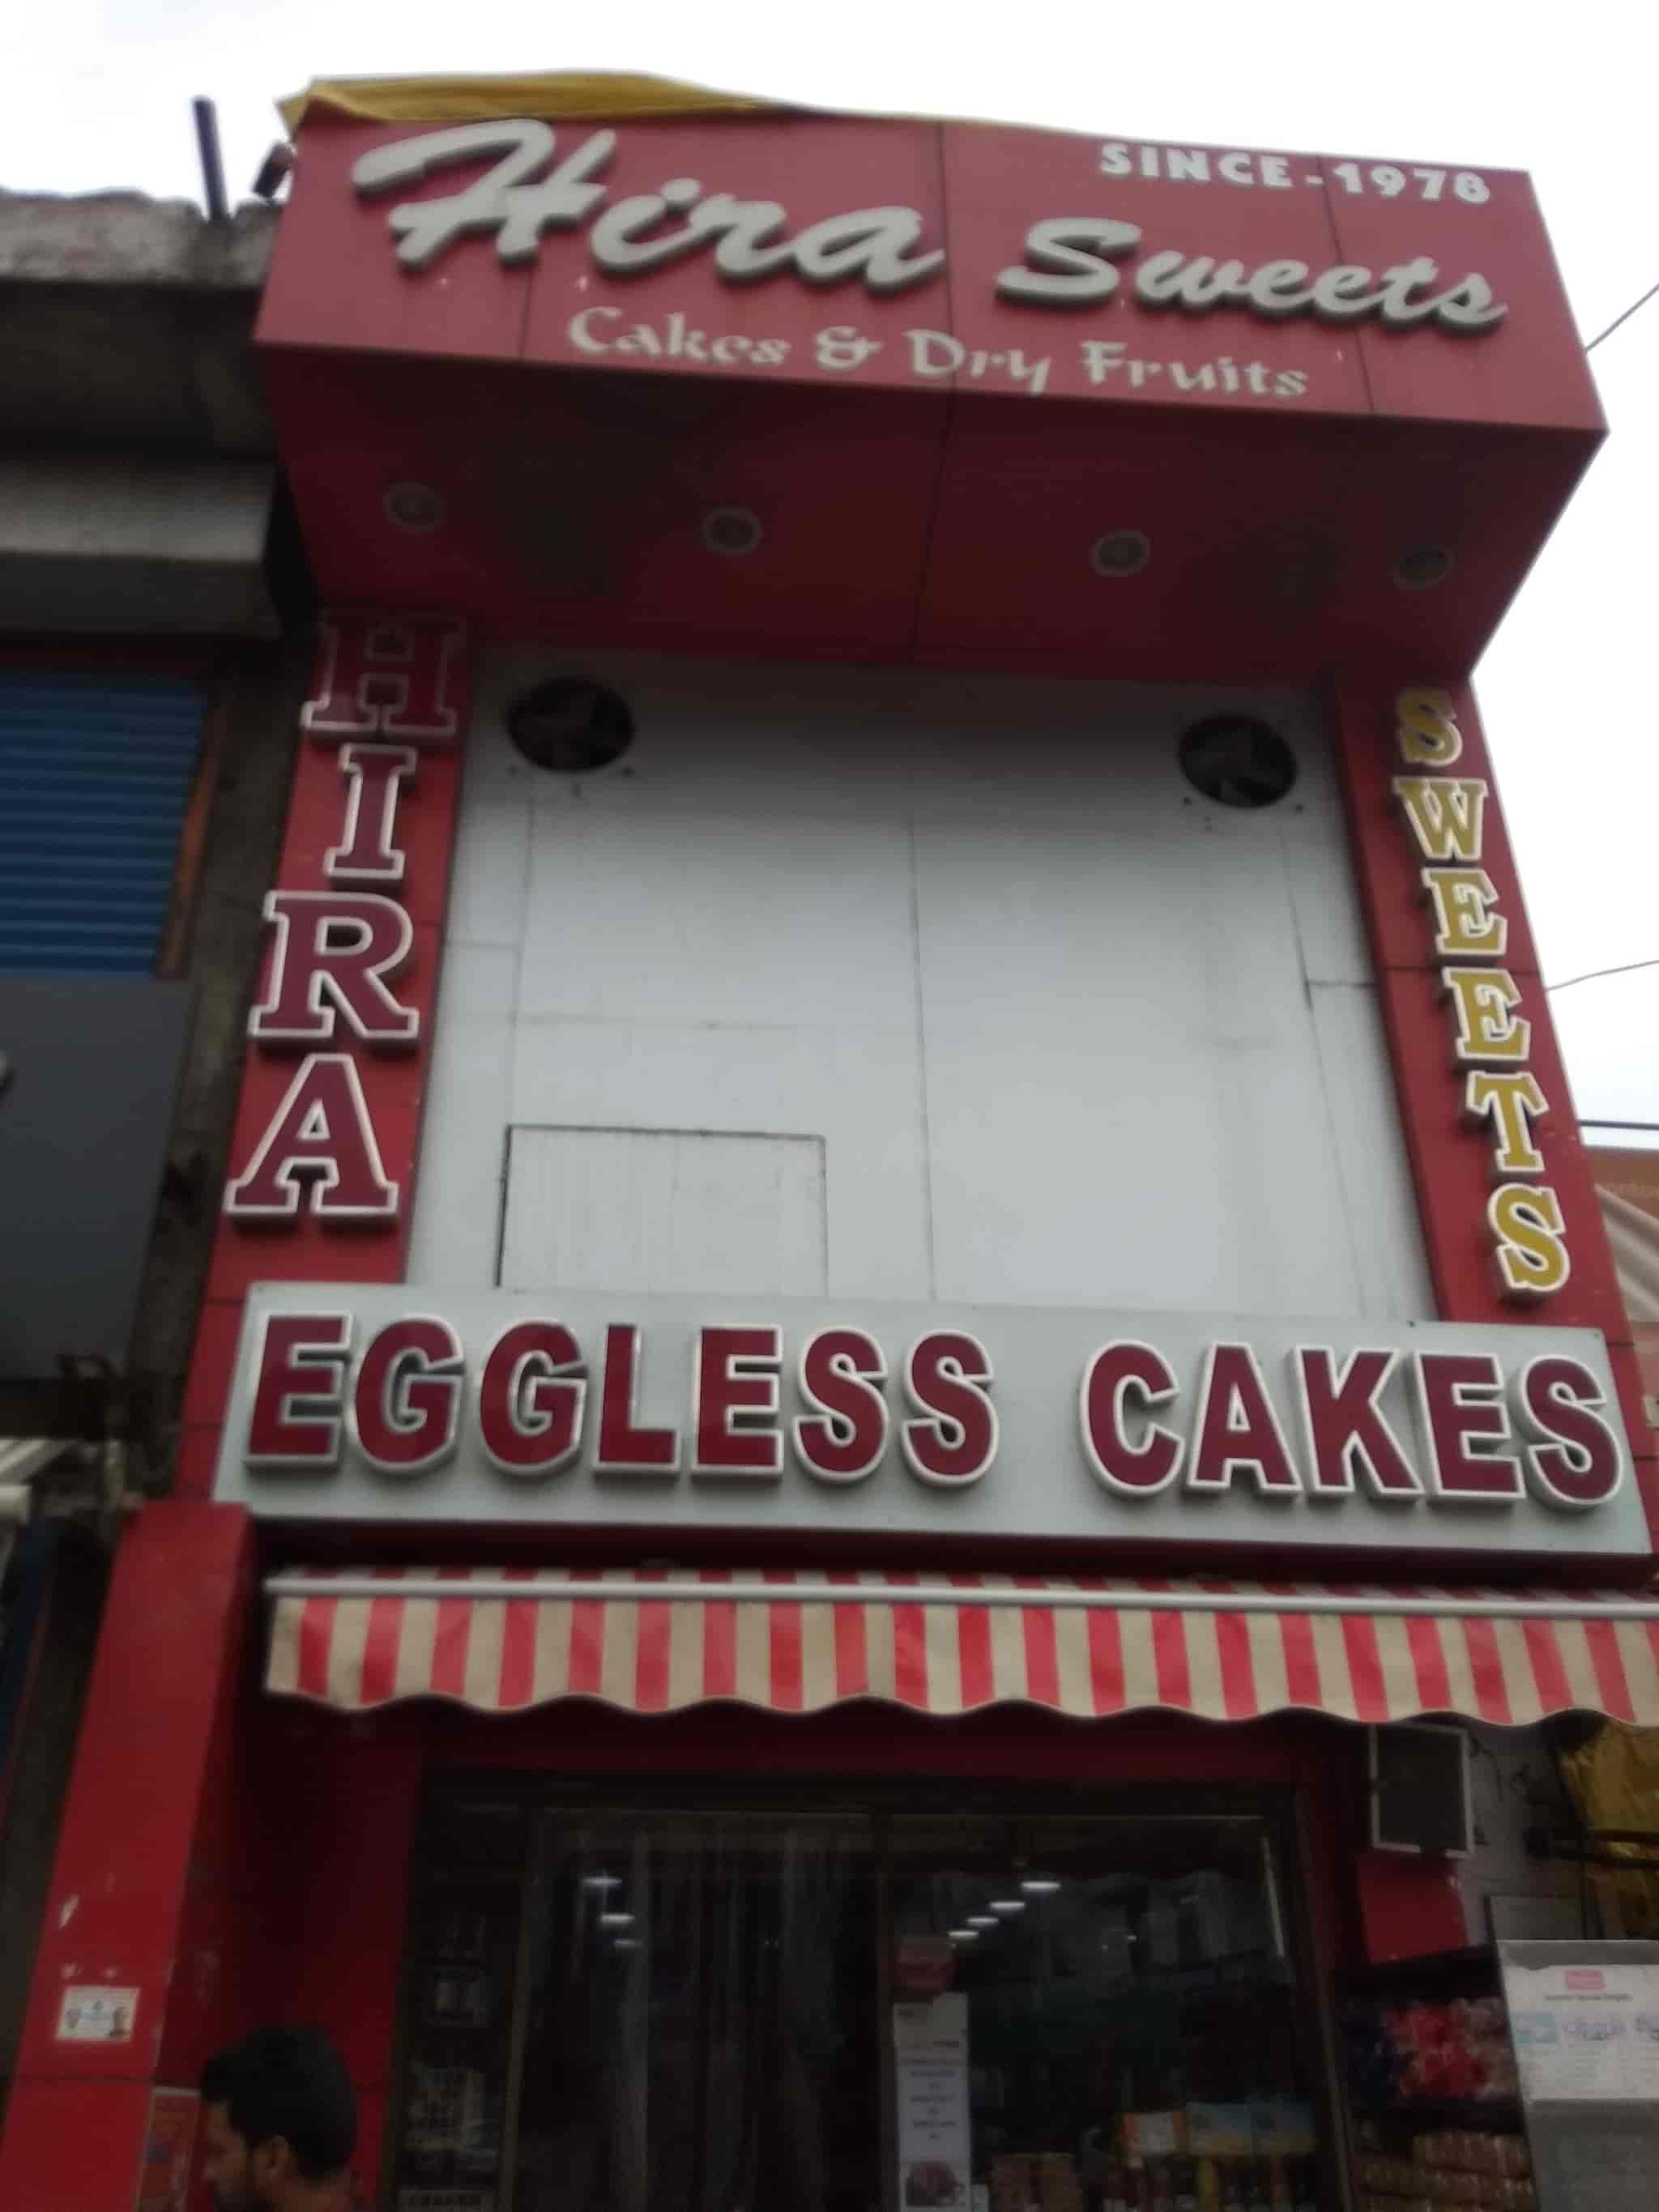 SINCE-1978
Hira Sweets
Cakes & Dry Fruits
HIRA
SWEETS
EGGLESS CAKES